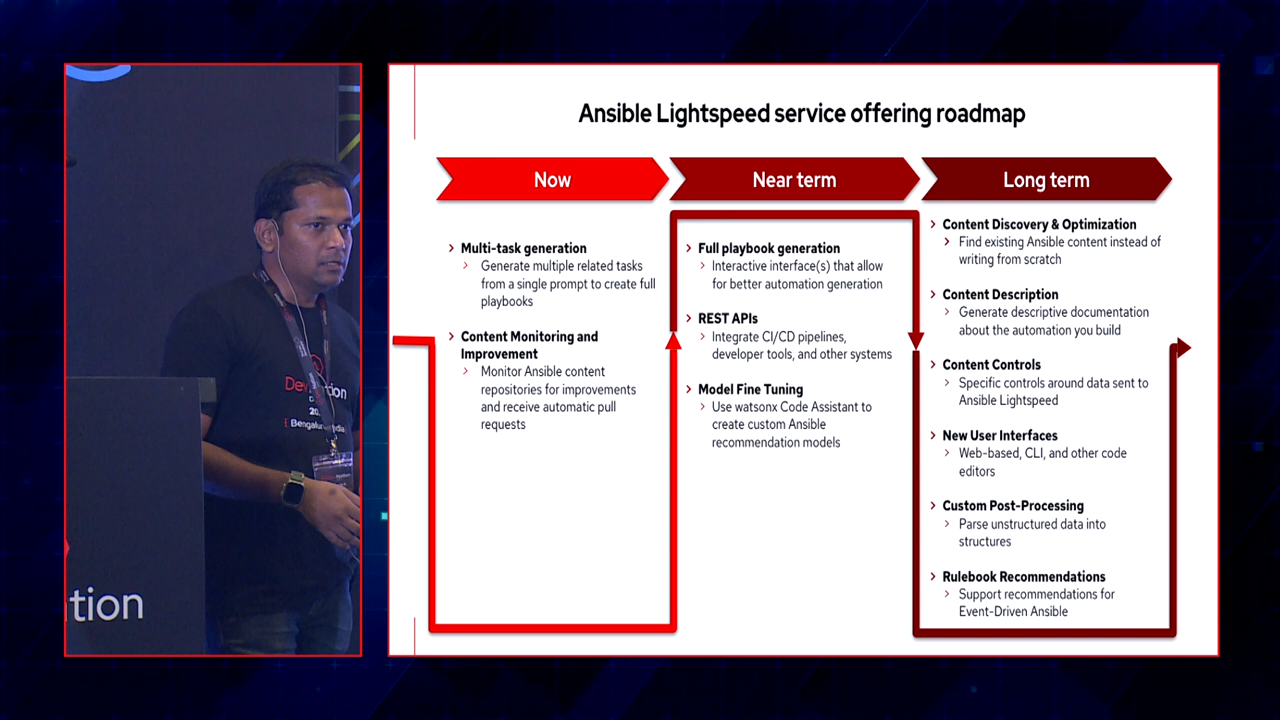 Ansible Lightspeed service offering roadmap
Now
Multi-task generation
Generate multiple related tasks
from a single prompt to create full
playbooks
Content Monitoring and
Improvement
Monitor Ansible content
repositories for improvements
and receive automatic pull
requests
Near term
Full playbook generation
Interactive interface(s) that allow
for better automation generation
REST APIs
Integrate CI/CD pipelines,
developer tools, and other systems
Model Fine Tuning
Use watsonx Code Assistant to
create custom Ansible
recommendation models
Long term
Content Discovery & Optimization
Find existing Ansible content instead of
writing from scratch
Content Description
Generate descriptive documentation
about the automation you build
Content Controls
Specific controls around data sent to
Ansible Lightspeed
New User Interfaces
Web-based, CLI, and other code
editors
Custom Post-Processing
Parse unstructured data into
structures
Rulebook Recommendations
Support recommendations for
Event-Driven Ansible
tion